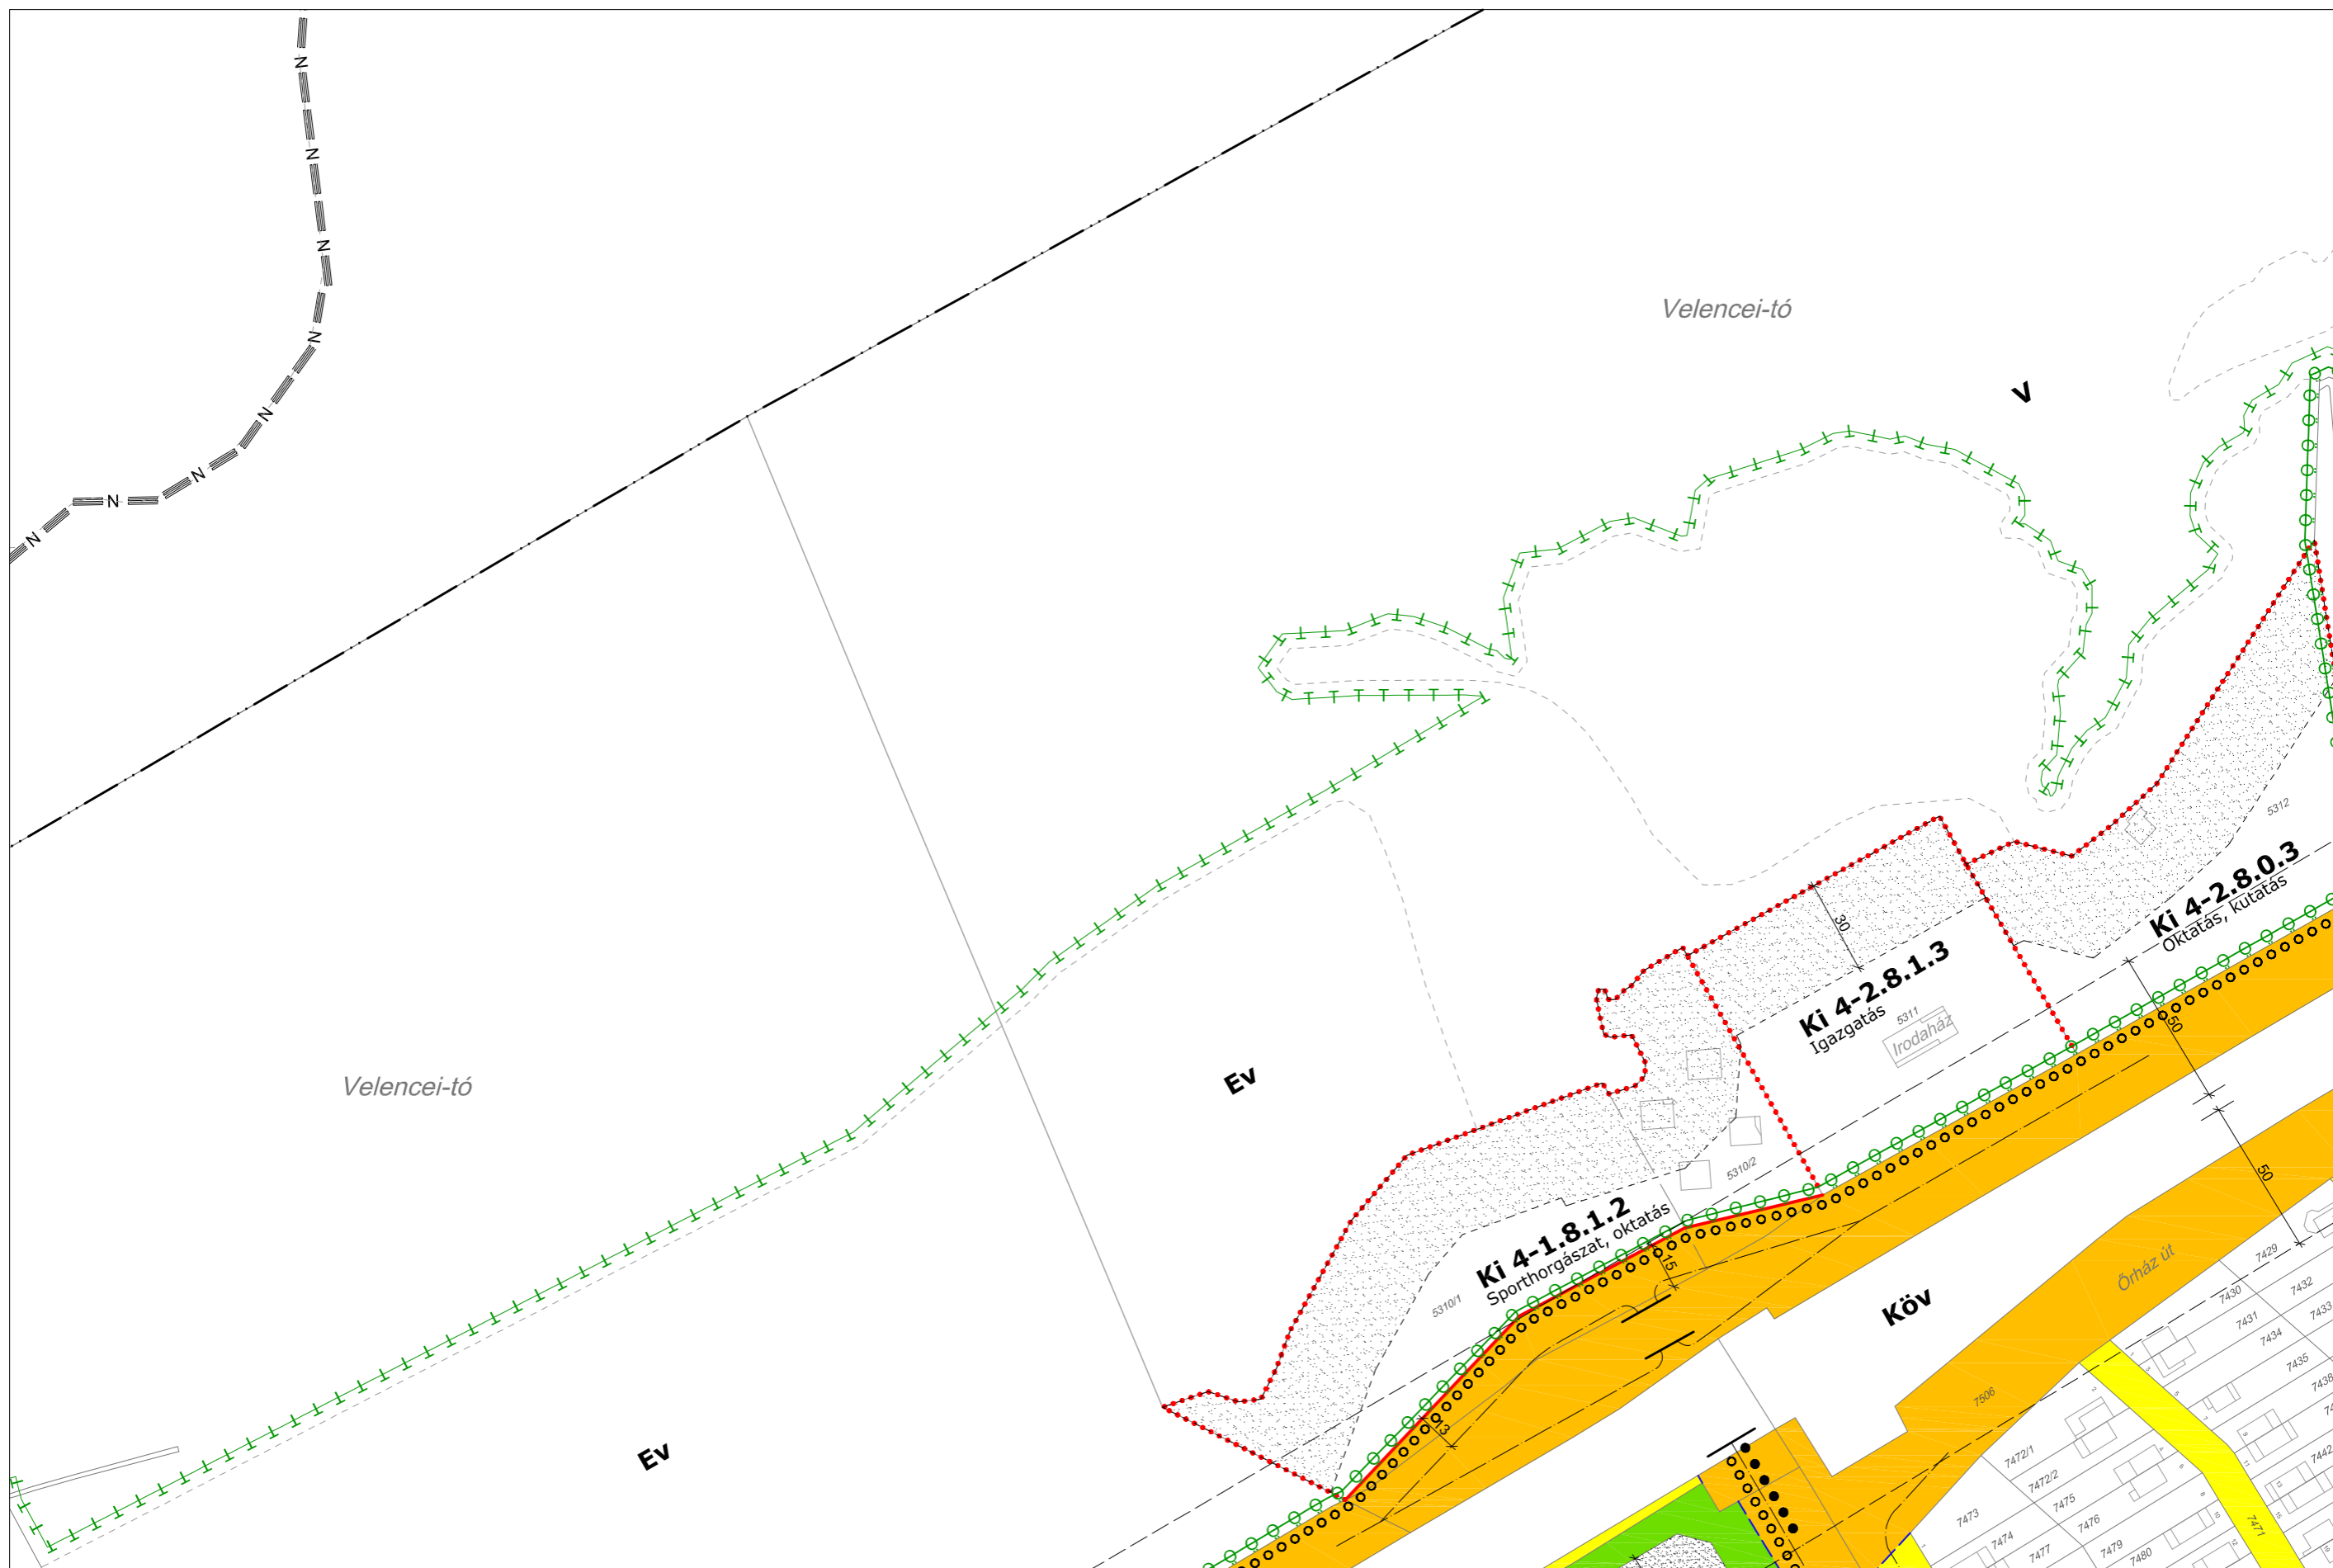 N
N
N
N
N
N
N
N
Velencei-tó
V
5312
Ki 4-2.8.0.3
Oktatás, kutatás
30
Ki 4-2.8.1.3
Igazgatás
5311
Irodaház
50
Ev
Velencei-tó
5310/2
50
Ki 4-1.8.1.2
Sporthorgászat, oktatás
5310/1
15
Őrház út
Köv
7429
7430
7432
7431
7433
7434
7435
7438
7506
13
Ev
7472/1
7472/2
7442
7473
7475
7474
7476
7477
7479
7480
7471